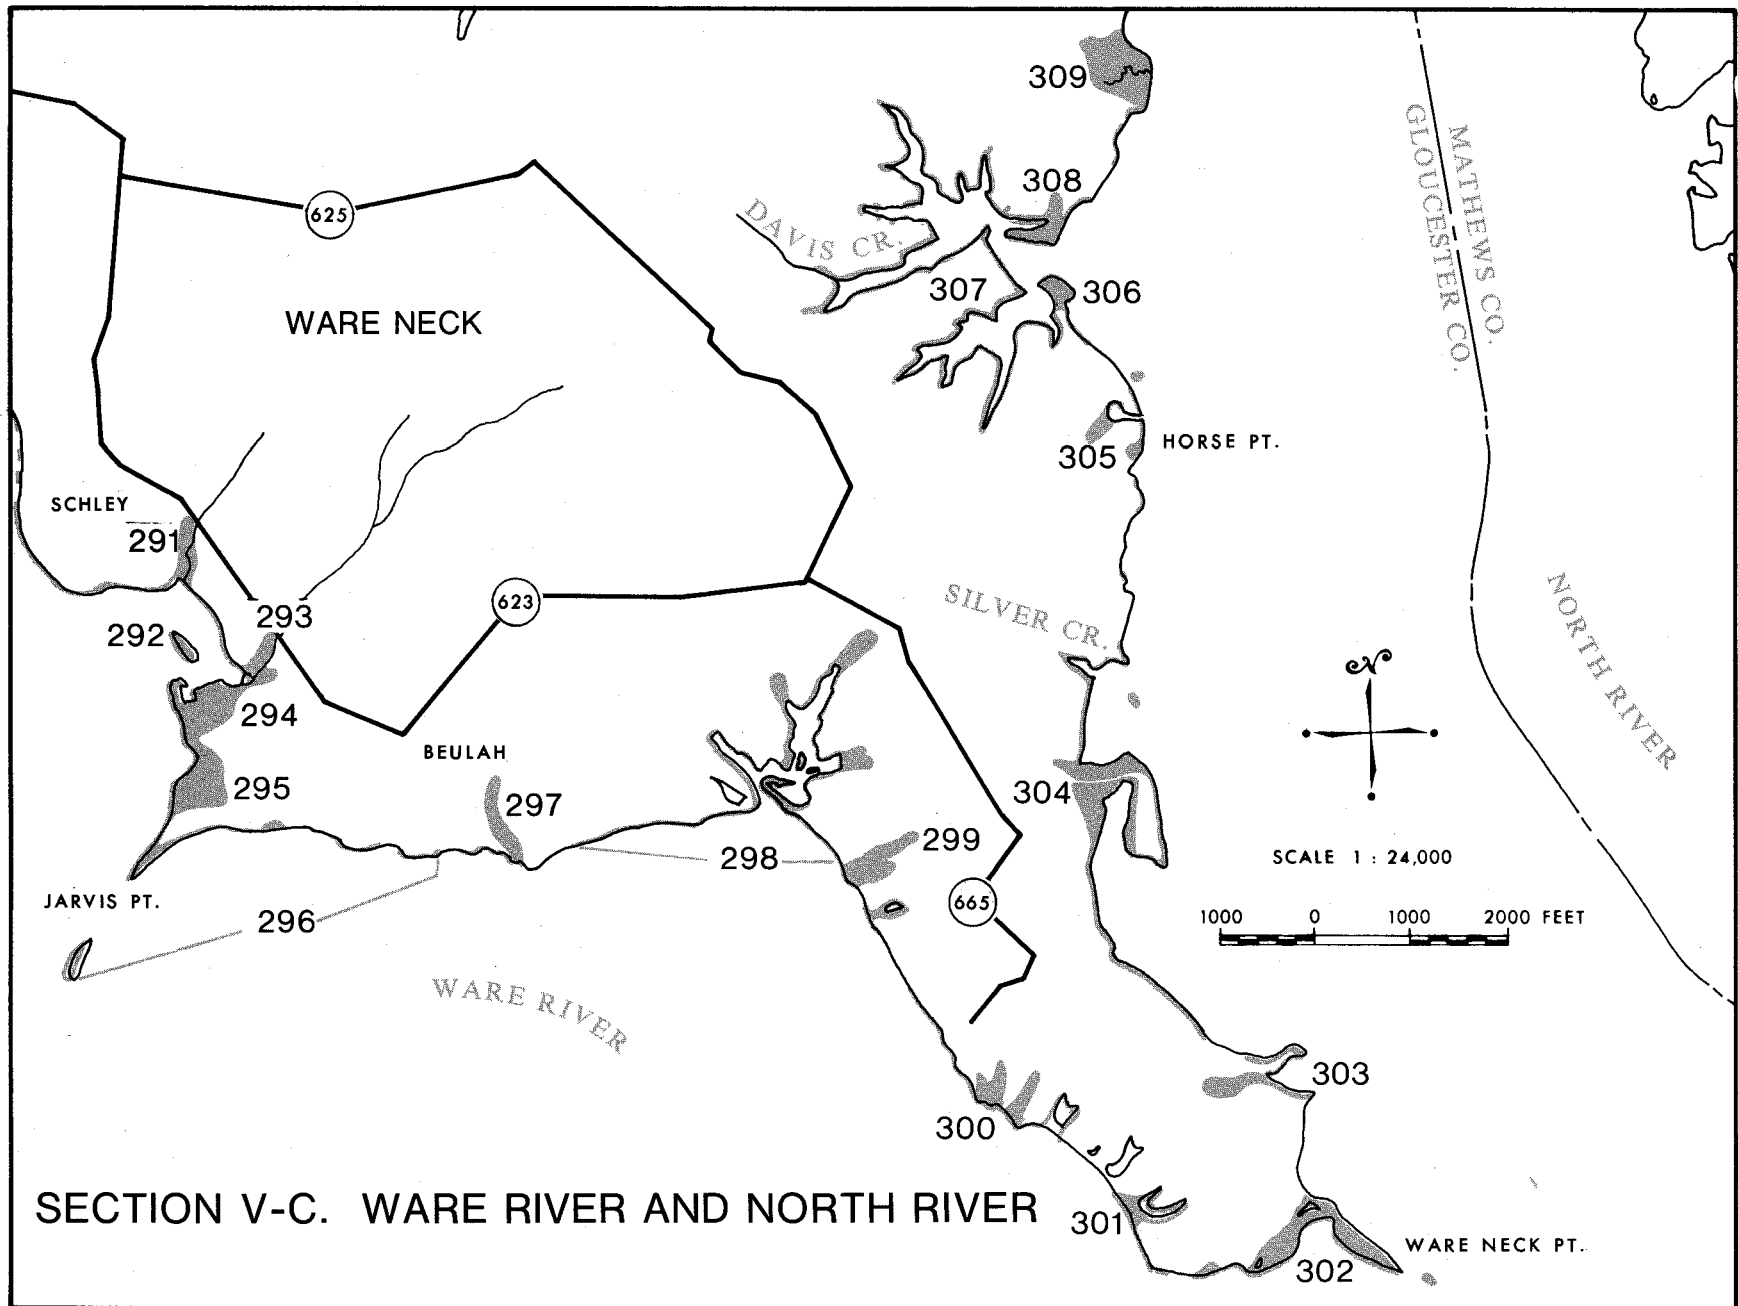 309
MATHEWS CO.
GLOUCESTER CO.
308
625
DAVIS CR.
307
306
WARE NECK
HORSE PT.
305
SCHLEY
291
SILVER CR.
623
293
292
NORTH RIVER
N
294
BEULAH
295
297
304
299
298
SCALE 1 : 24,000
JARVIS PT.
665
296
1000 0 1000 2000 FEET
WARE RIVER
303
300
SECTION V-C. WARE RIVER AND NORTH RIVER
301
WARE NECK PT.
302